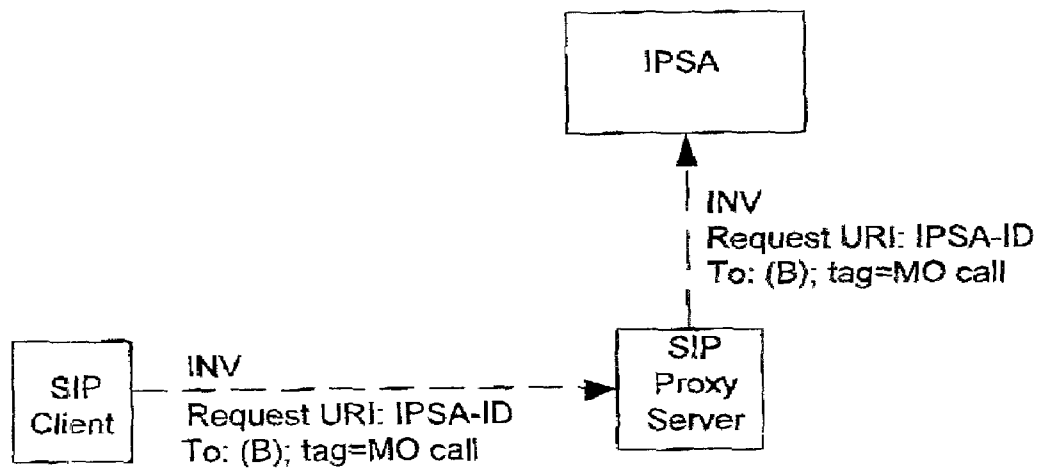 IPSA
INV
Request URI: IPSA-ID
To: (B); tag=MO call
SIP
Proxy
Server
SIP
Client
INV
Request URI: IPSA-ID
To: (B); tag=MO call